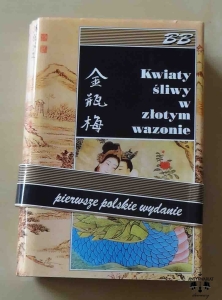 BB
金瓶梅
Kwiaty
śliwy
w
złotym
wazonie
pierwsze polskie wydanie